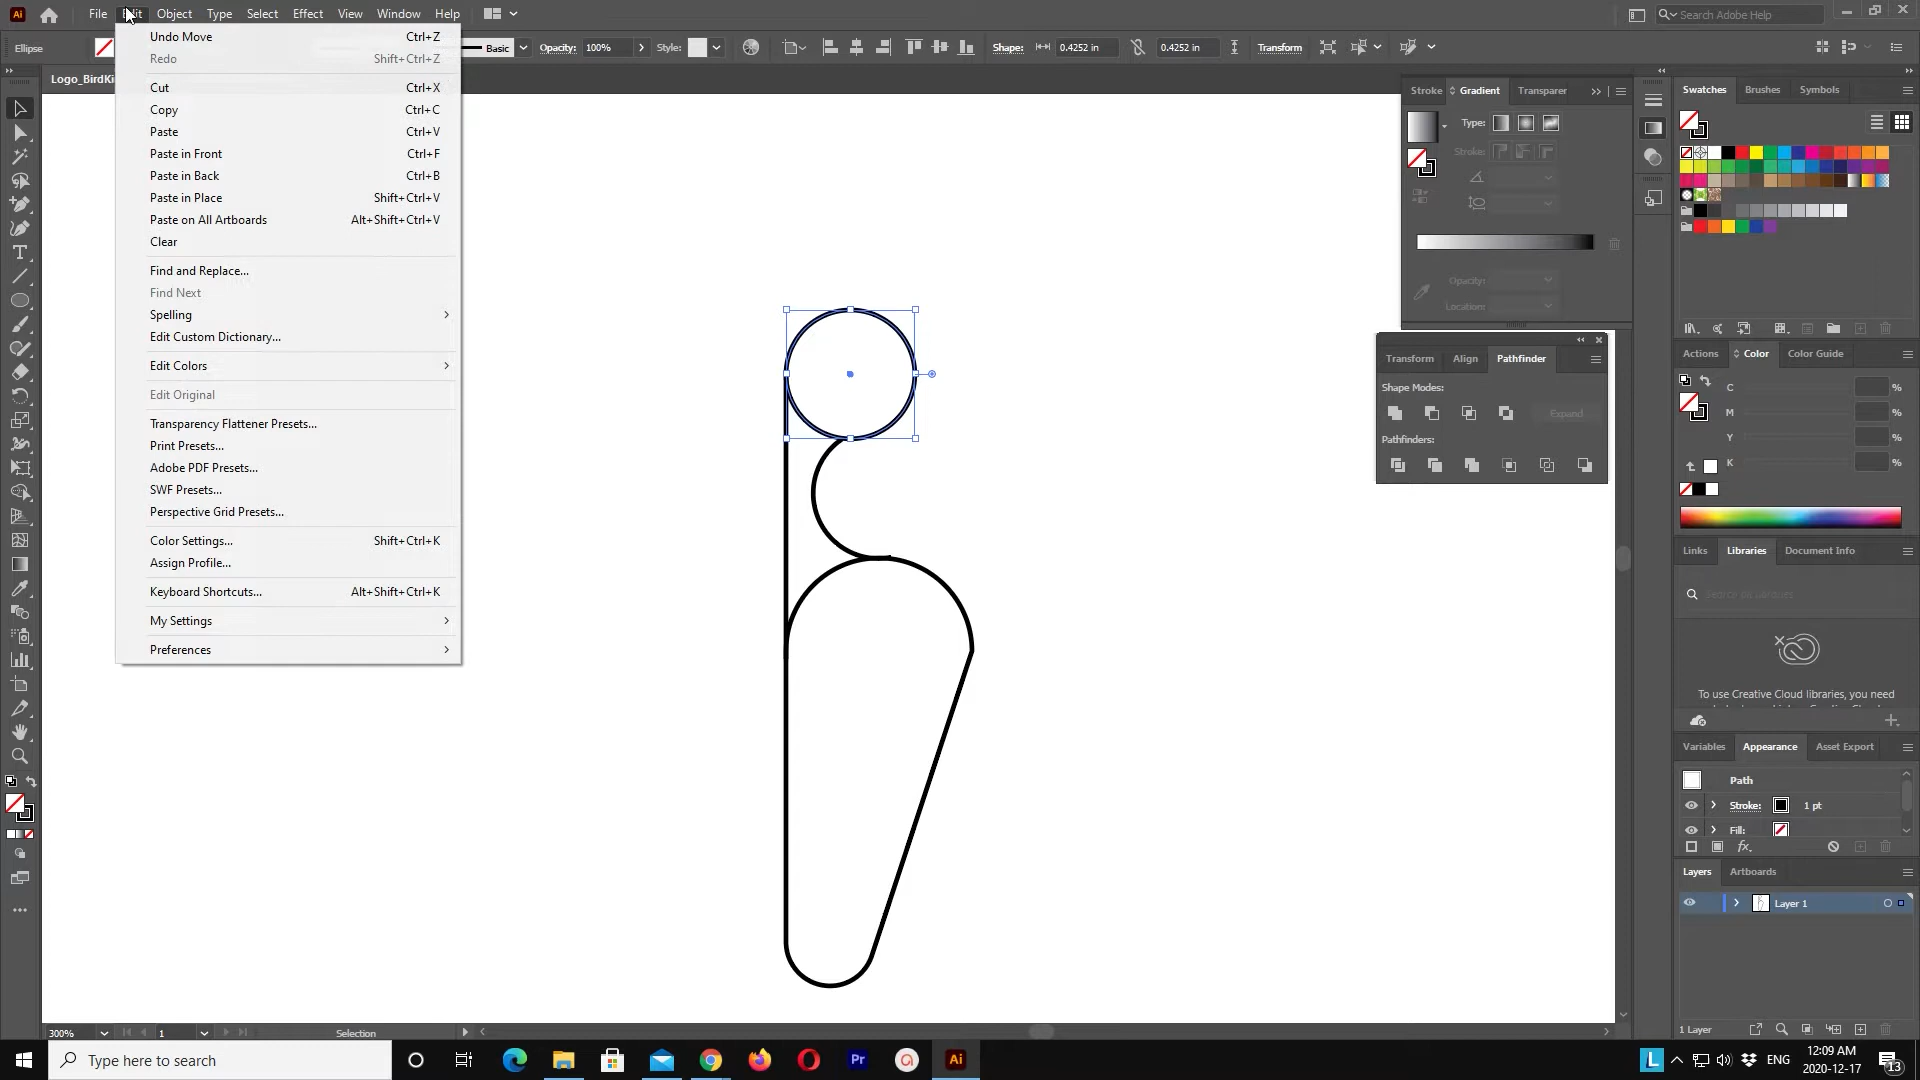 Ai File Edit Object Type Select Effect View Window Help Search Adobe Help
Ellipse Basic Opacity: 100% Style: Shape: 0.4252 in 0.4252 in Transform
Logo_BirdKi
Undo Move Ctrl+Z
Redo Shift+Ctrl+Z
Cut Ctrl+X
Copy Ctrl+C
Paste Ctrl+V
Paste in Front Ctrl+F
Paste in Back Ctrl+B
Paste in Place Shift+Ctrl+V
Paste on All Artboards Alt+Shift+Ctrl+V
Clear
Find and Replace...
Find Next
Spelling
Edit Custom Dictionary...
Edit Colors
Edit Original
Transparency Flattener Presets...
Print Presets...
Adobe PDF Presets...
SWF Presets...
Perspective Grid Presets...
Color Settings... Shift+Ctrl+K
Assign Profile...
Keyboard Shortcuts... Alt+Shift+Ctrl+K
My Settings
Preferences
Stroke Gradient Transparer
Type:
Stroke:
Opacity:
Location:
Transform Align Pathfinder
Shape Modes:
Expand
Pathfinders:
Swatches Brushes Symbols
Actions Color Color Guide
C %
M %
Y %
K %
Links Libraries Document Info
Search all Libraries
To use Creative Cloud libraries, you need
Variables Appearance Asset Export
Path
Stroke: 1 pt
Fill:
fx.
Layers Artboards
Layer 1
1 Layer
300% 1 Selection
Type here to search
Pr Ai L ENG 12:09 AM
2020-12-17 13